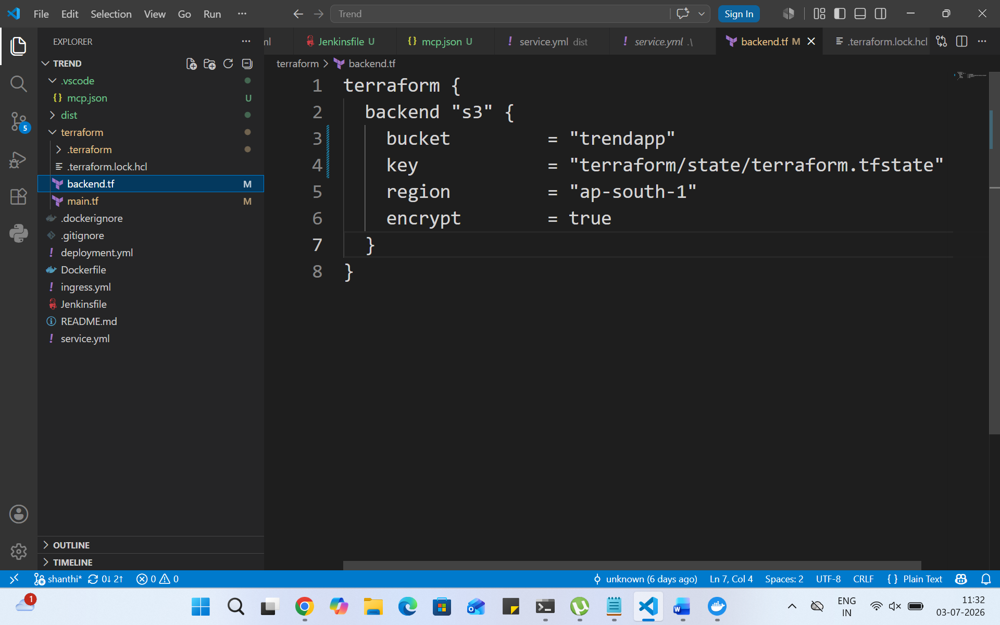 File Edit Selection View Go Run ···
Trend
Sign In
EXPLORER ···
ml
Jenkinsfile U
mcp.json U
service.yml dist
service.yml .\
backend.tf M
.terraform.lock.hcl
···
TREND
terraform > backend.tf
.vscode
mcp.json U
dist
terraform
.terraform
.terraform.lock.hcl
backend.tf M
main.tf M
.dockerignore
.gitignore
deployment.yml
Dockerfile
ingress.yml
Jenkinsfile
README.md
service.yml
1 terraform {
2 backend "s3" {
3 bucket = "trendapp"
4 key = "terraform/state/terraform.tfstate"
5 region = "ap-south-1"
6 encrypt = true
7 }
8 }
5
OUTLINE
TIMELINE
shanthi* 0↓ 2↑ 0 0
unknown (6 days ago) Ln 7, Col 4 Spaces: 2 UTF-8 CRLF { } Plain Text
1
ENG
IN
11:32
03-07-2026